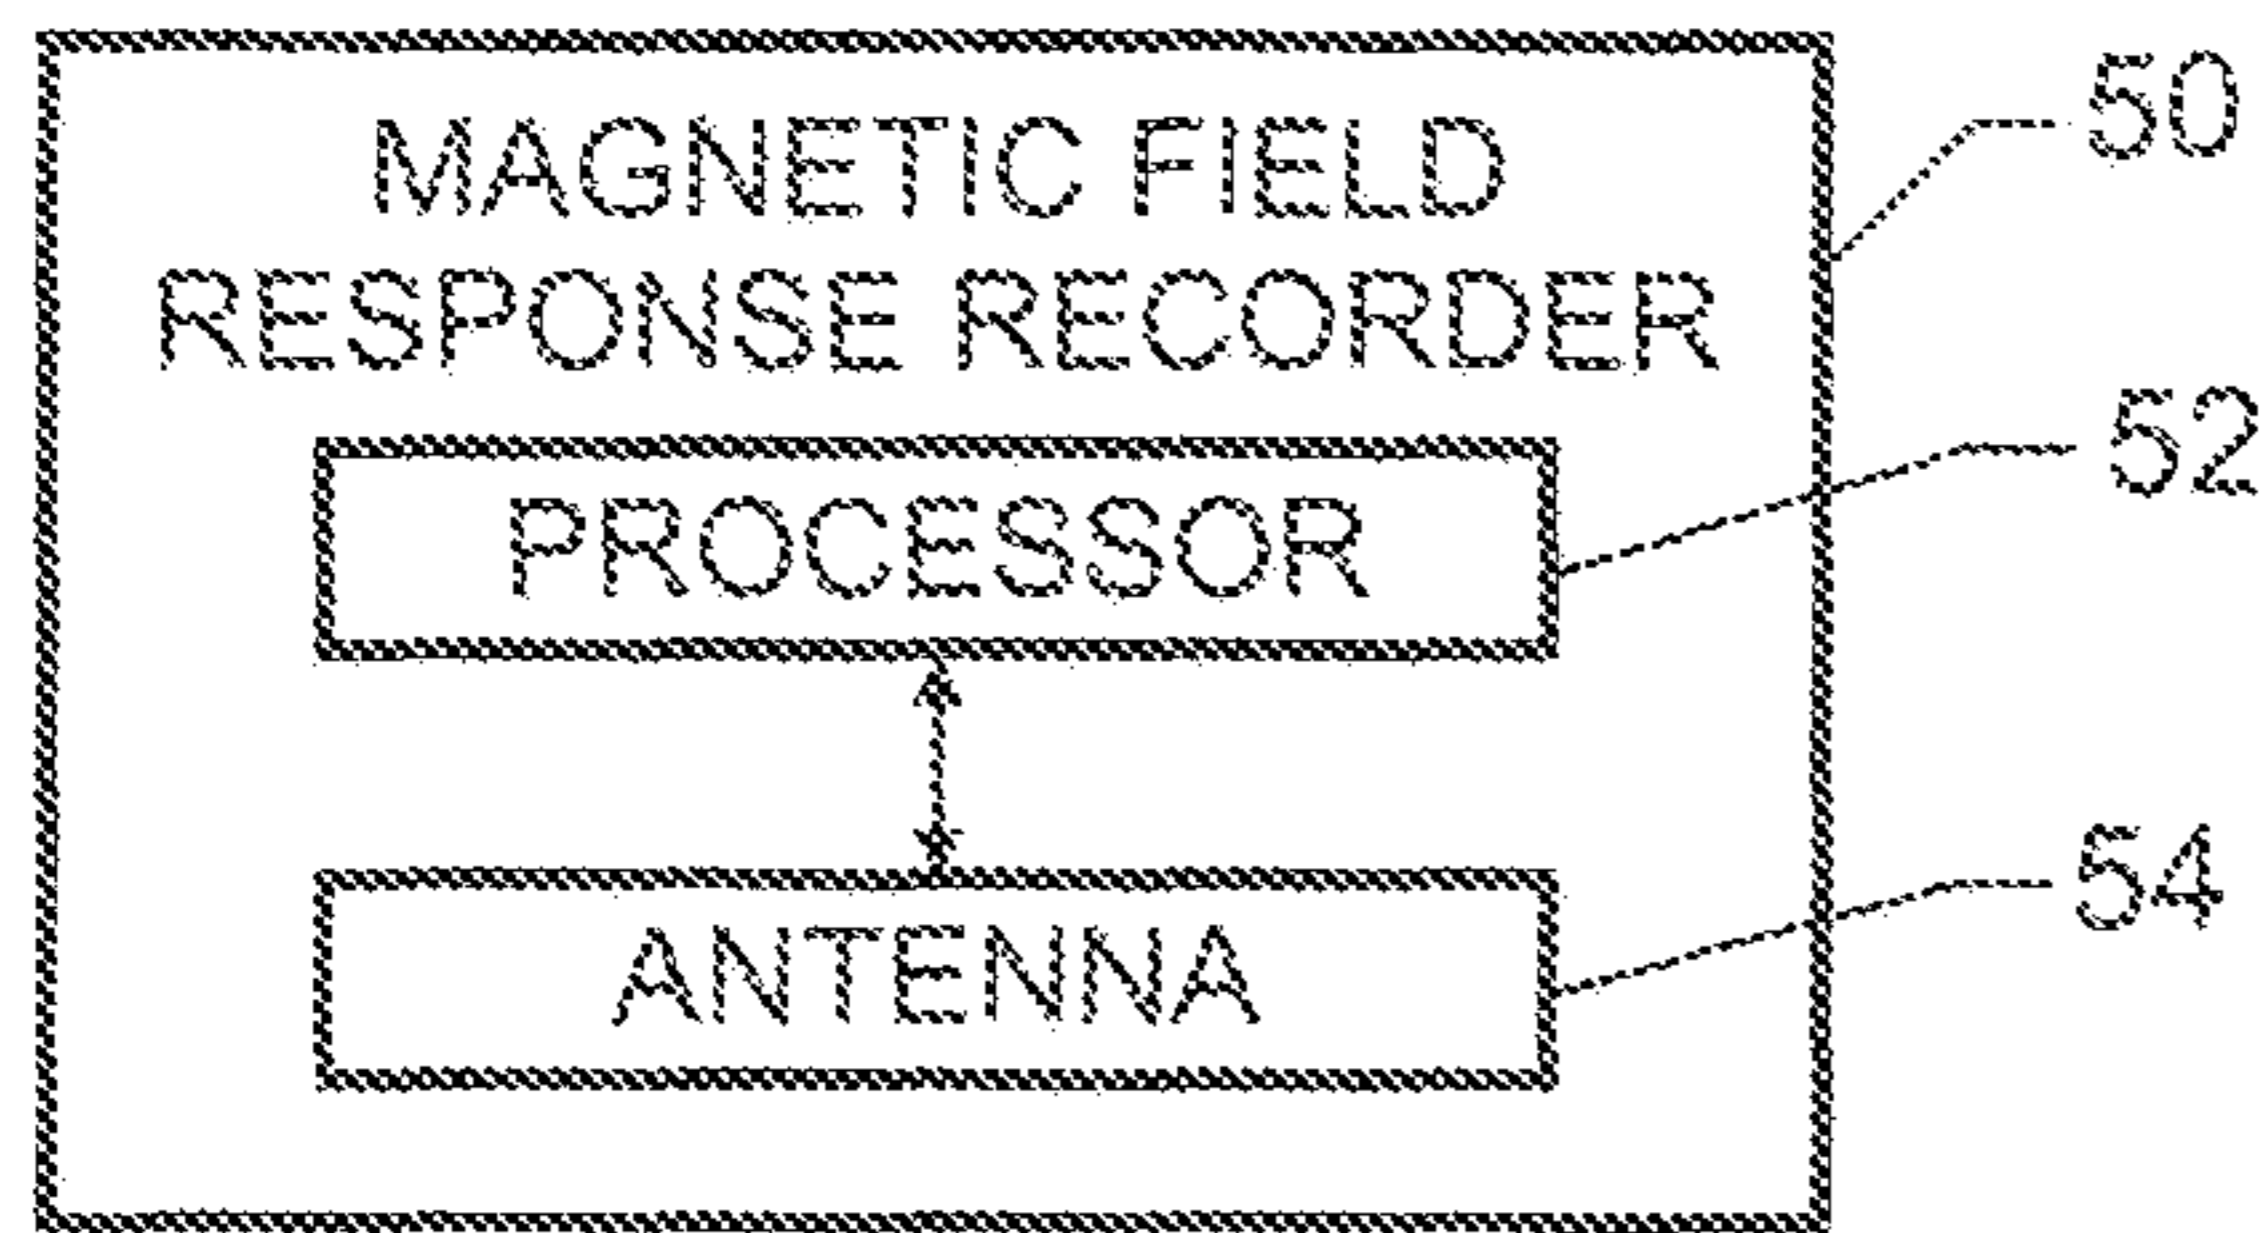 MAGNETIC FIELD
RESPONSE RECORDER
PROCESSOR
ANTENNA
50
52
54